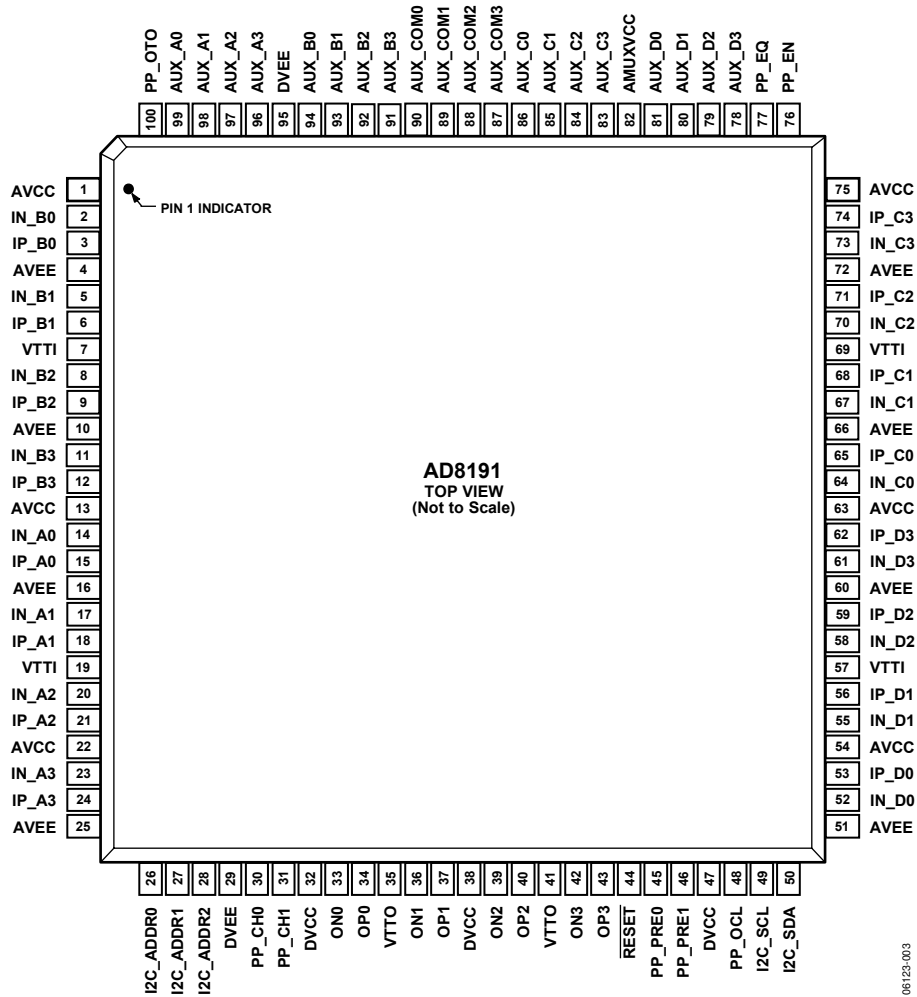 PP_OTO
AUX_A0
AUX_A1
AUX_A2
AUX_A3
DVEE
AUX_B0
AUX_B1
AUX_B2
AUX_B3
AUX_COM0
AUX_COM1
AUX_COM2
AUX_COM3
AUX_C0
AUX_C1
AUX_C2
AUX_C3
AMUXVCC
AUX_D0
AUX_D1
AUX_D2
AUX_D3
PP_EQ
PP_EN
100 99 98 97 96 95 94 93 92 91 90 89 88 87 86 85 84 83 82 81 80 79 78 77 76
AVCC 1
IN_B0 2
IP_B0 3
AVEE 4
IN_B1 5
IP_B1 6
VTTI 7
IN_B2 8
IP_B2 9
AVEE 10
IN_B3 11
IP_B3 12
AVCC 13
IN_A0 14
IP_A0 15
AVEE 16
IN_A1 17
IP_A1 18
VTTI 19
IN_A2 20
IP_A2 21
AVCC 22
IN_A3 23
IP_A3 24
AVEE 25
PIN 1 INDICATOR
AD8191
TOP VIEW
(Not to Scale)
75 AVCC
74 IP_C3
73 IN_C3
72 AVEE
71 IP_C2
70 IN_C2
69 VTTI
68 IP_C1
67 IN_C1
66 AVEE
65 IP_C0
64 IN_C0
63 AVCC
62 IP_D3
61 IN_D3
60 AVEE
59 IP_D2
58 IN_D2
57 VTTI
56 IP_D1
55 IN_D1
54 AVCC
53 IP_D0
52 IN_D0
51 AVEE
26 27 28 29 30 31 32 33 34 35 36 37 38 39 40 41 42 43 44 45 46 47 48 49 50
I2C_ADDR0
I2C_ADDR1
I2C_ADDR2
DVEE
PP_CH0
PP_CH1
DVCC
ON0
OP0
VTTO
ON1
OP1
DVCC
ON2
OP2
VTTO
ON3
OP3
RESET
PP_PRE0
PP_PRE1
DVCC
PP_OCL
I2C_SCL
I2C_SDA
06123-003